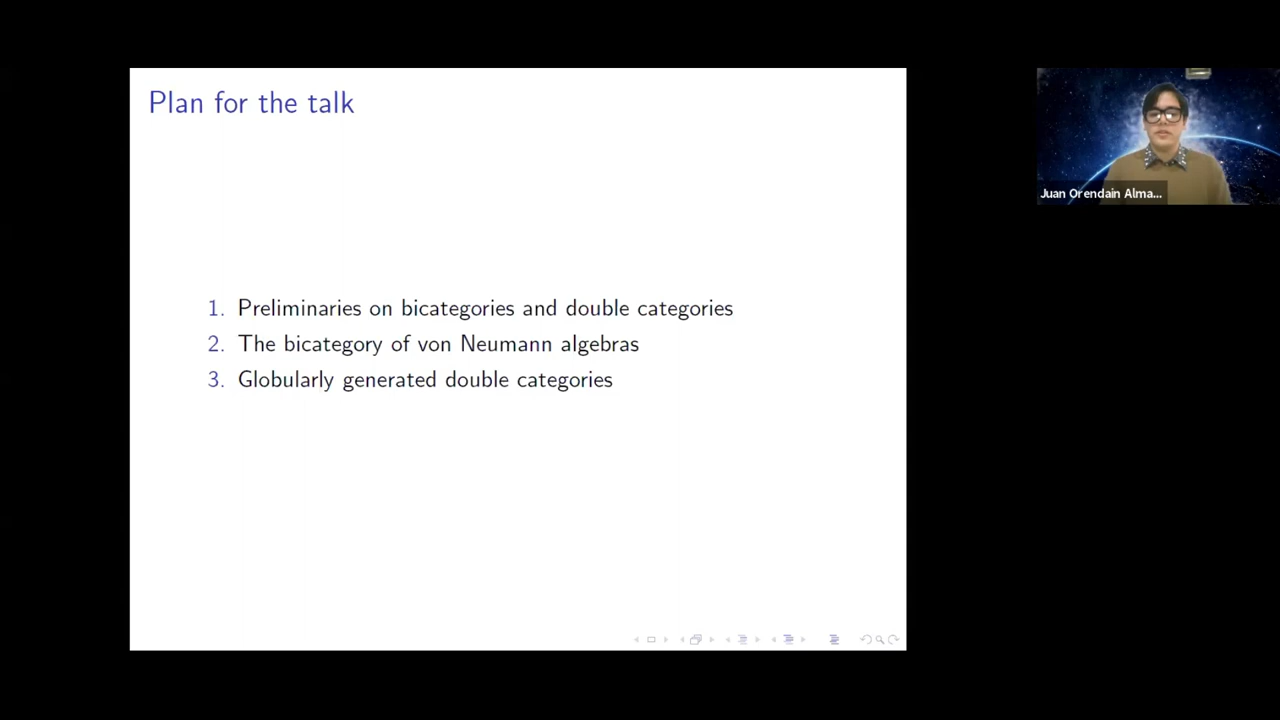 Plan for the talk
1. Preliminaries on bicategories and double categories
2. The bicategory of von Neumann algebras
3. Globularly generated double categories
Juan Orendain Alma...